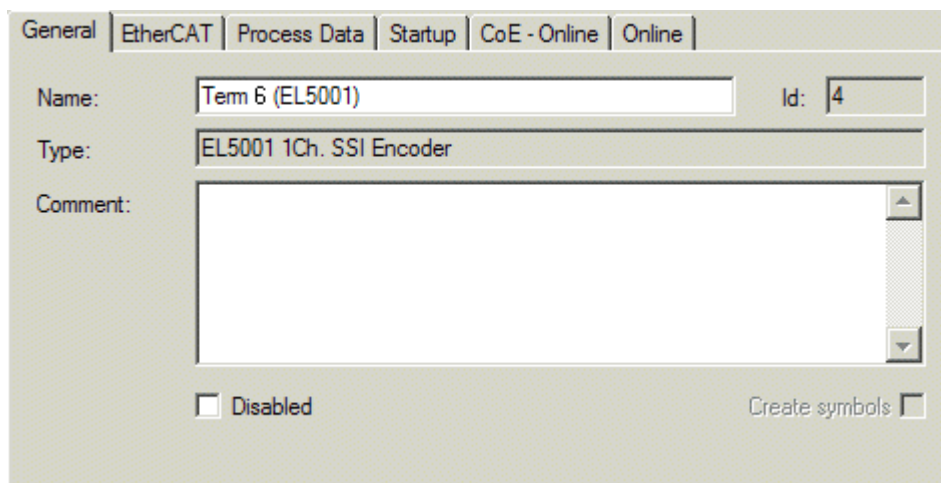 General EtherCAT Process Data Startup CoE - Online Online
Name: Term 6 (EL5001) Id: 4
Type: EL5001 1Ch. SSI Encoder
Comment:
Disabled Create symbols